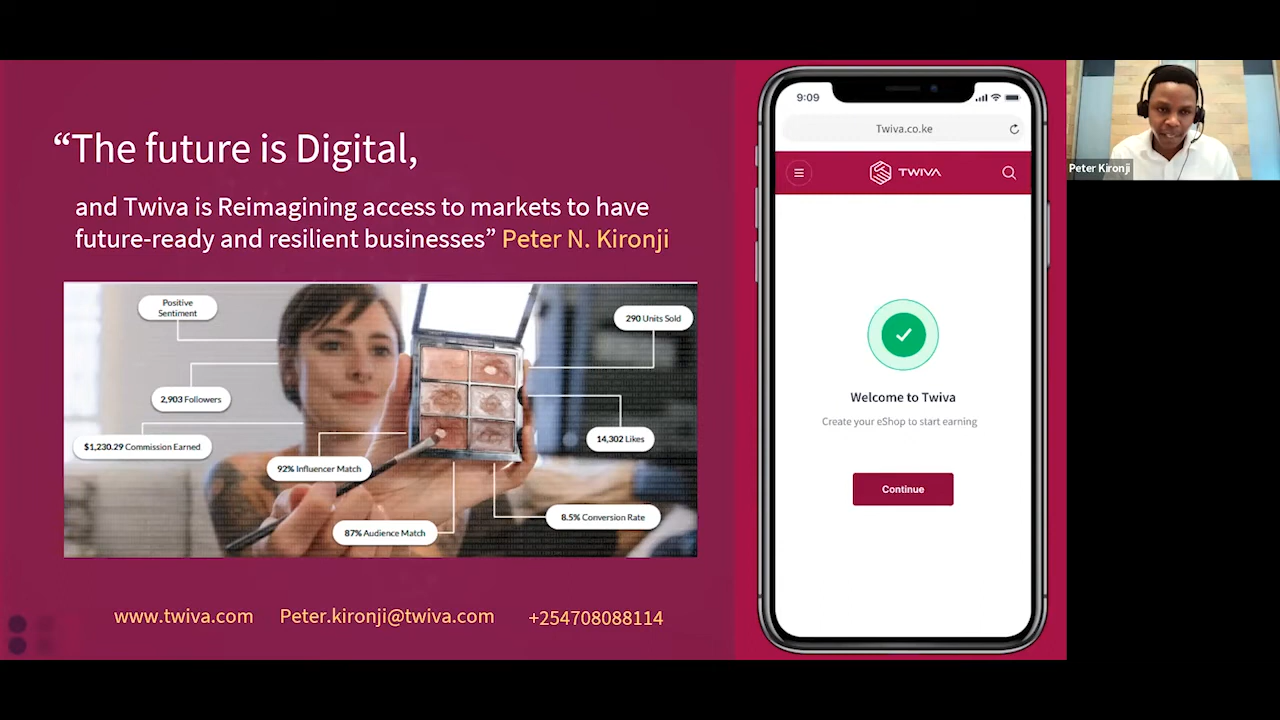 “The future is Digital,
and Twiva is Reimagining access to markets to have
future-ready and resilient businesses” Peter N. Kironji
Positive
Sentiment
290 Units Sold
2,903 Followers
$1,230.29 Commission Earned
14,302 Likes
92% Influencer Match
8.5% Conversion Rate
87% Audience Match
www.twiva.com Peter.kironji@twiva.com +254708088114
9:09
Twiva.co.ke
TWIVA
Welcome to Twiva
Create your eShop to start earning
Continue
Peter Kironji